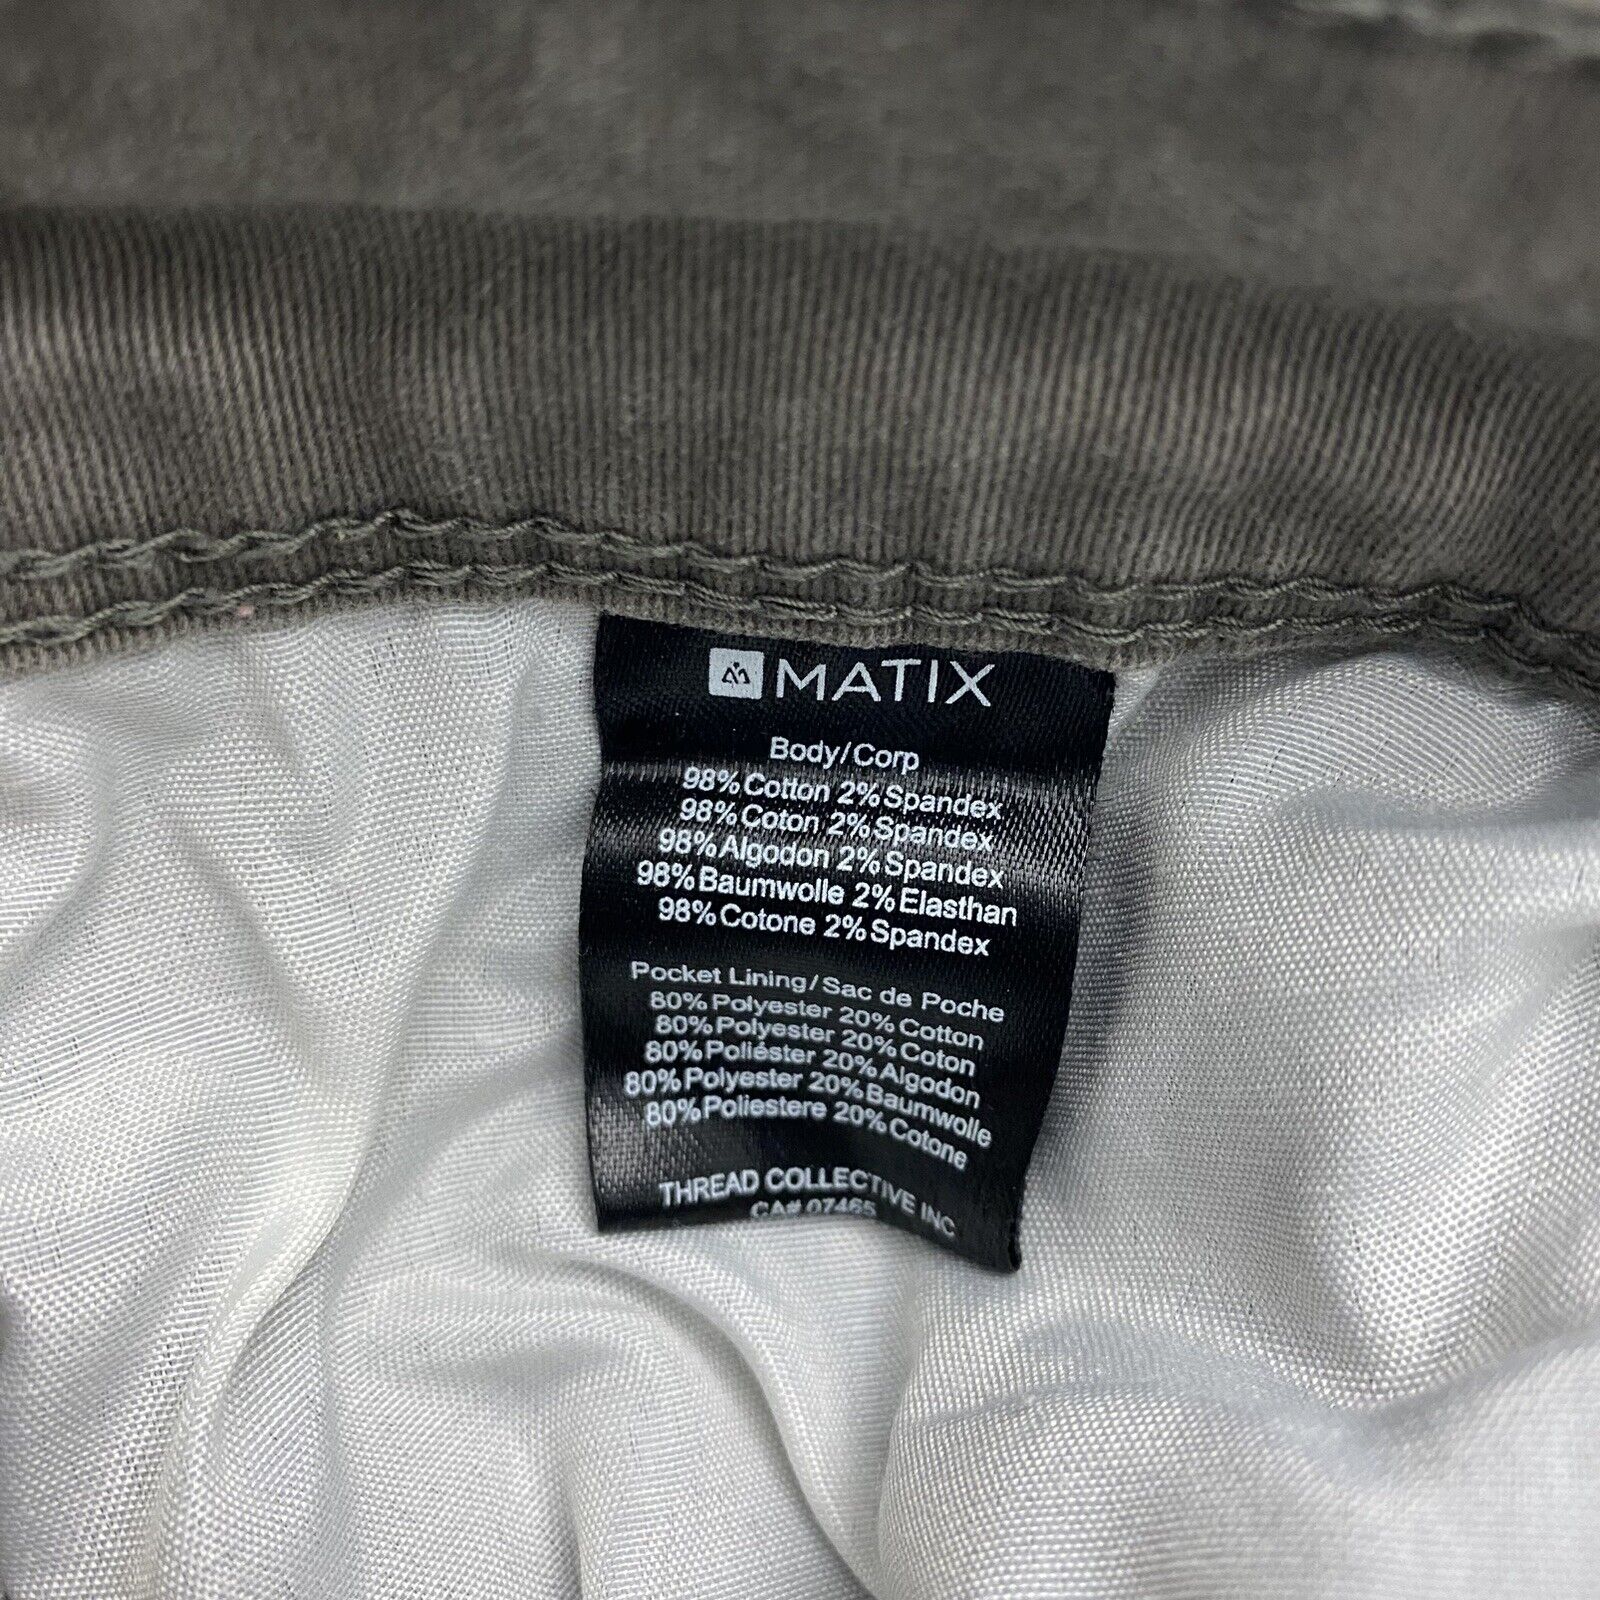 MATIX
Body/Corp
98% Cotton 2% Spandex
98% Coton 2% Spandex
98% Algodon 2% Spandex
98% Baumwolle 2% Elasthan
98% Cotone 2% Spandex
Pocket Lining/Sac de Poche
80% Polyester 20% Cotton
80% Polyester 20% Coton
80% Poliéster 20% Algodon
80% Polyester 20% Baumwolle
80% Poliestere 20% Cotone
THREAD COLLECTIVE INC
CA# 07465